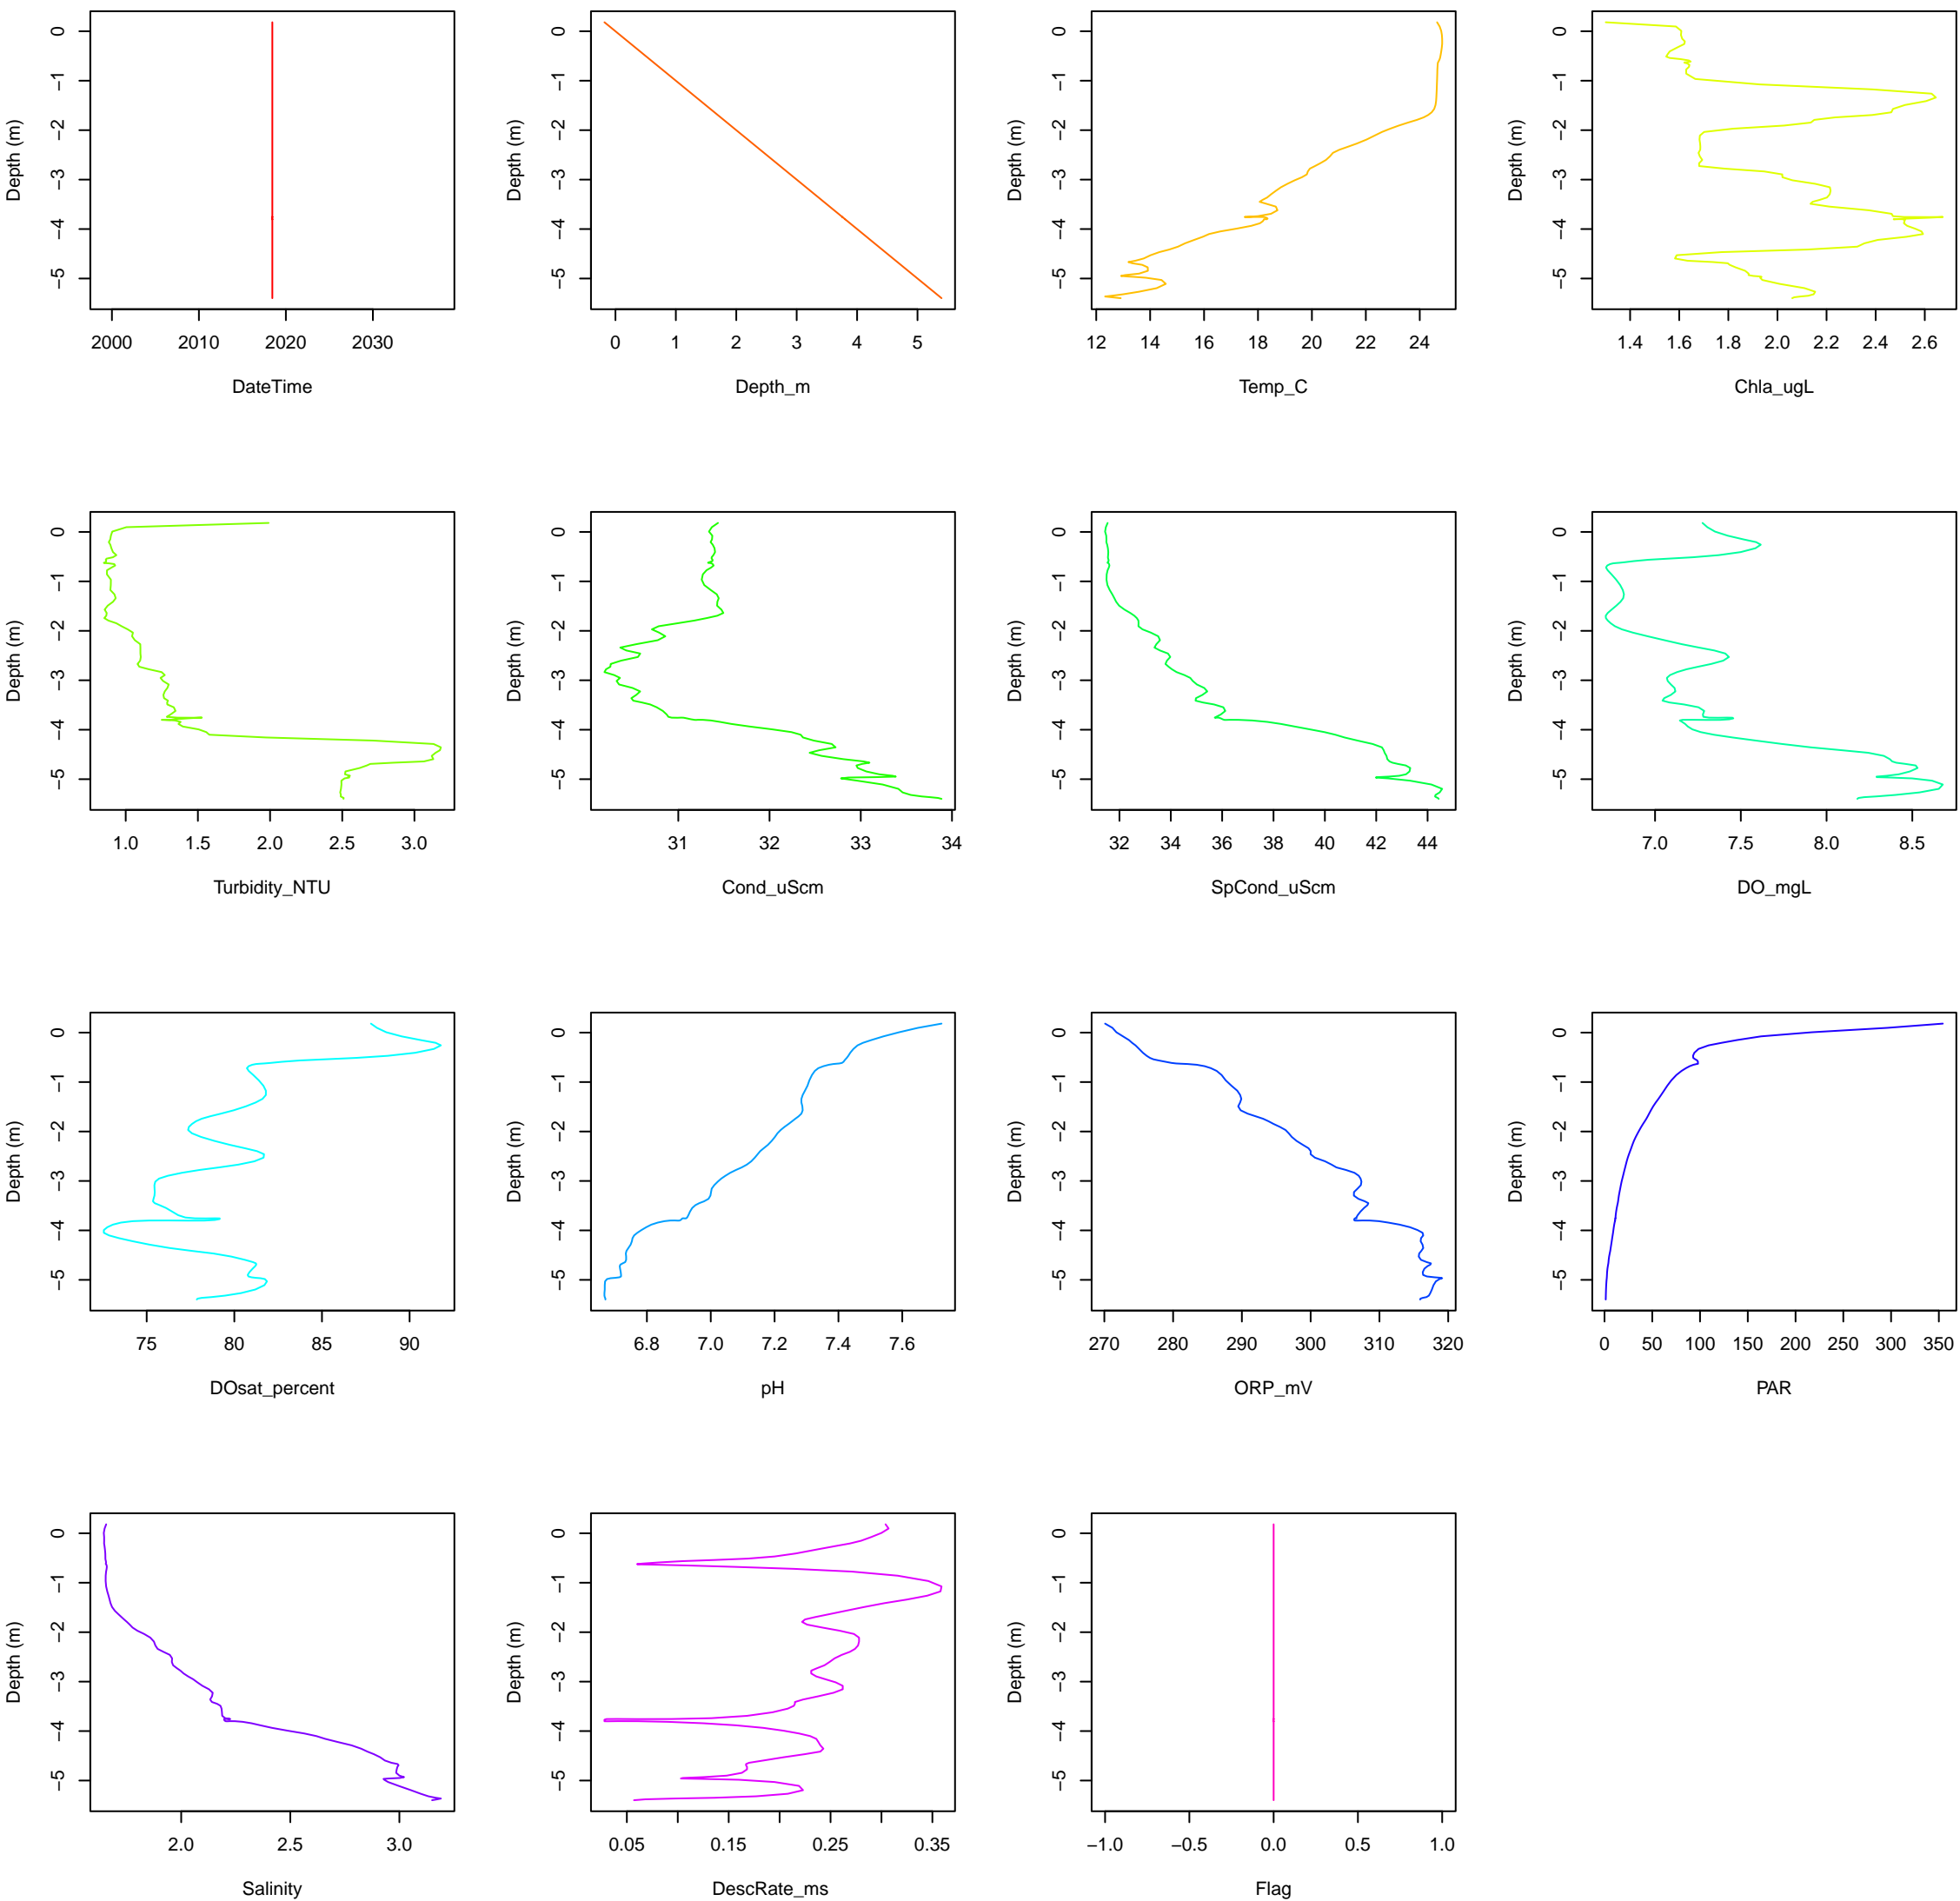 Depth (m)
0
−1
−2
−3
−4
−5
2000 2010 2020 2030
DateTime
Depth (m)
0
−1
−2
−3
−4
−5
0 1 2 3 4 5
Depth_m
Depth (m)
0
−1
−2
−3
−4
−5
12 14 16 18 20 22 24
Temp_C
Depth (m)
0
−1
−2
−3
−4
−5
1.4 1.6 1.8 2.0 2.2 2.4 2.6
Chla_ugL
Depth (m)
0
−1
−2
−3
−4
−5
1.0 1.5 2.0 2.5 3.0
Turbidity_NTU
Depth (m)
0
−1
−2
−3
−4
−5
31 32 33 34
Cond_uScm
Depth (m)
0
−1
−2
−3
−4
−5
32 34 36 38 40 42 44
SpCond_uScm
Depth (m)
0
−1
−2
−3
−4
−5
7.0 7.5 8.0 8.5
DO_mgL
Depth (m)
0
−1
−2
−3
−4
−5
75 80 85 90
DOsat_percent
Depth (m)
0
−1
−2
−3
−4
−5
6.8 7.0 7.2 7.4 7.6
pH
Depth (m)
0
−1
−2
−3
−4
−5
270 280 290 300 310 320
ORP_mV
Depth (m)
0
−1
−2
−3
−4
−5
0 50 100 150 200 250 300 350
PAR
Depth (m)
0
−1
−2
−3
−4
−5
2.0 2.5 3.0
Salinity
Depth (m)
0
−1
−2
−3
−4
−5
0.05 0.15 0.25 0.35
DescRate_ms
Depth (m)
0
−1
−2
−3
−4
−5
−1.0 −0.5 0.0 0.5 1.0
Flag